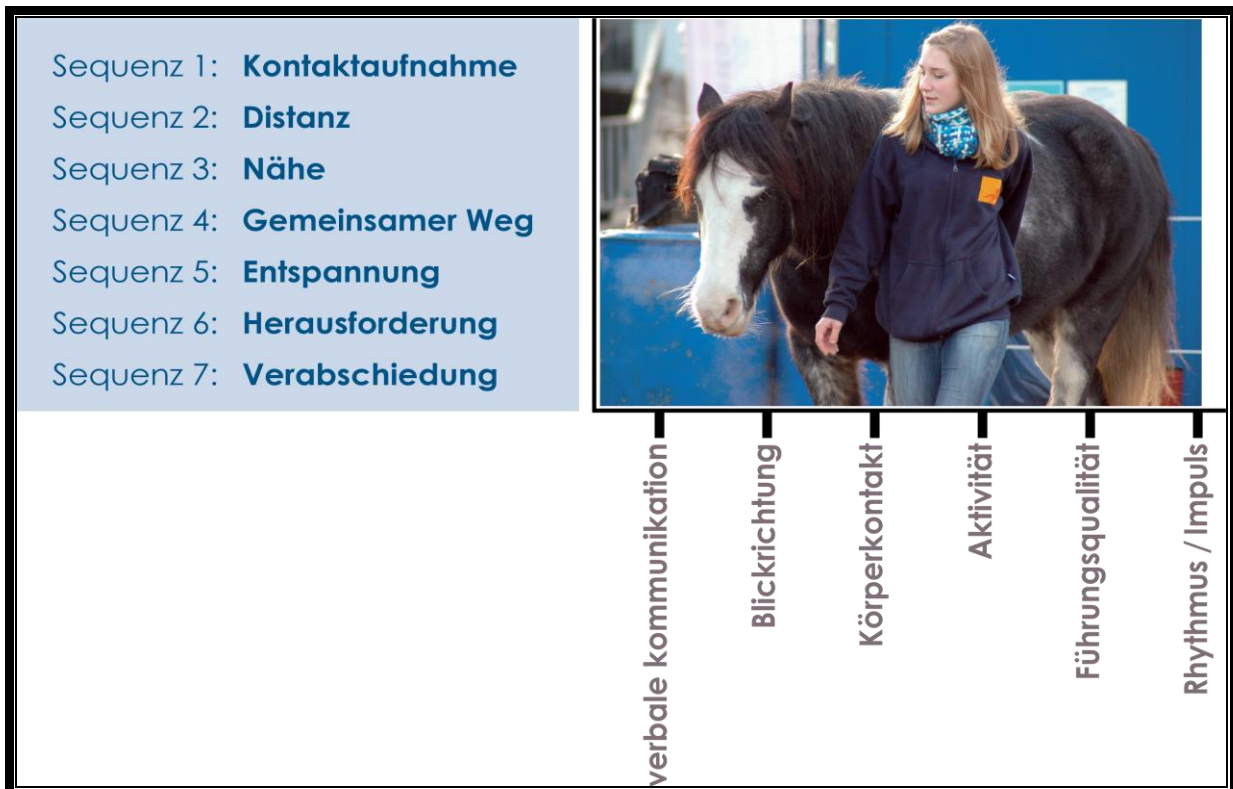 Sequenz 1: Kontaktaufnahme
Sequenz 2: Distanz
Sequenz 3: Nähe
Sequenz 4: Gemeinsamer Weg
Sequenz 5: Entspannung
Sequenz 6: Herausforderung
Sequenz 7: Verabschiedung
verbale kommunikation
Blickrichtung
Körperkontakt
Aktivität
Führungsqualität
Rhythmus / Impuls